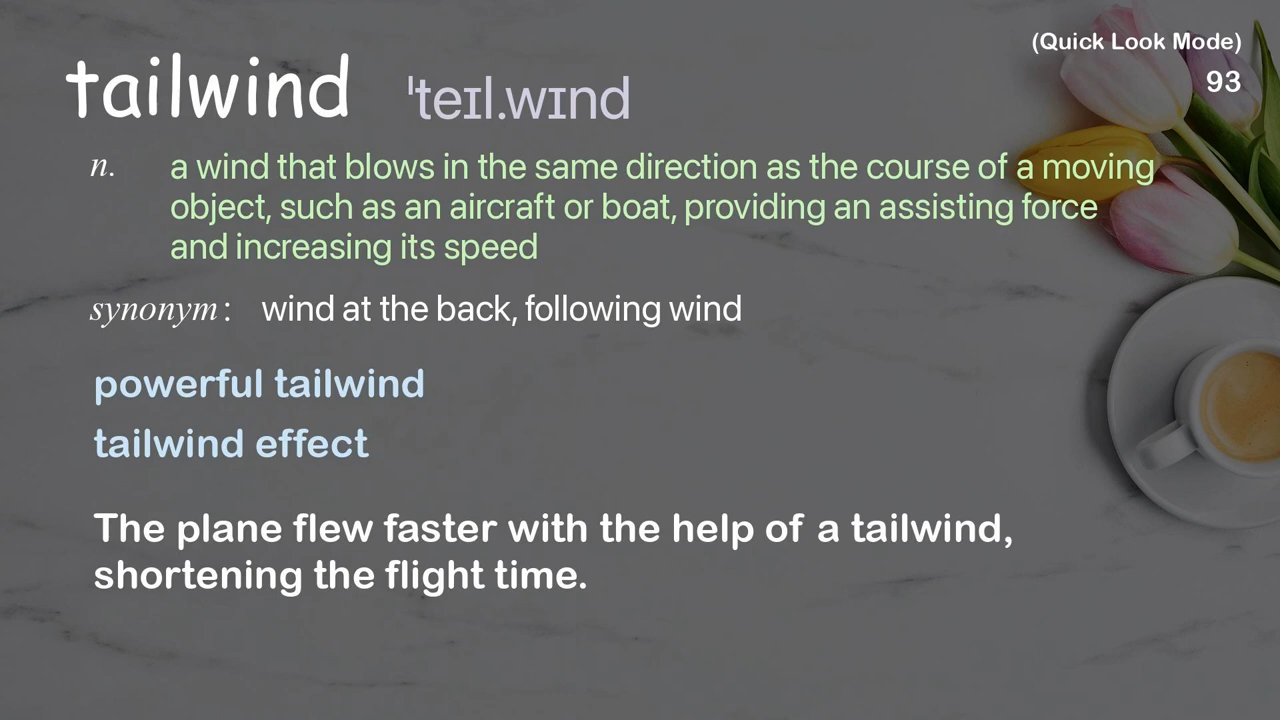 (Quick Look Mode)
93
tailwind ˈteɪl.wɪnd
n. a wind that blows in the same direction as the course of a moving
object, such as an aircraft or boat, providing an assisting force
and increasing its speed
synonym: wind at the back, following wind
powerful tailwind
tailwind effect
The plane flew faster with the help of a tailwind,
shortening the flight time.